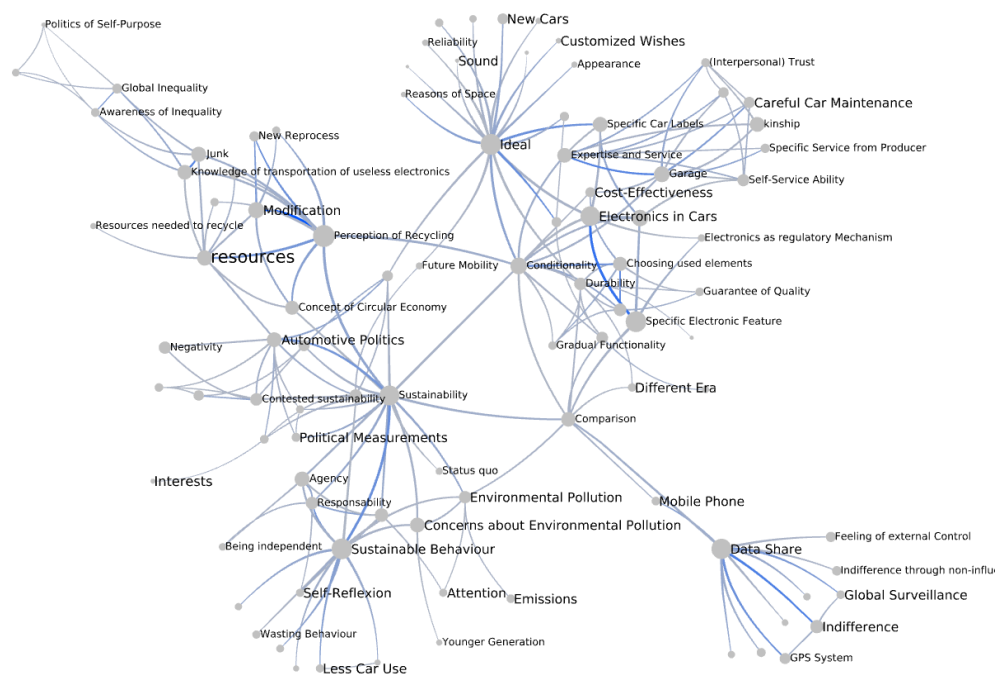 Politics of Self-Purpose
New Cars
Reliability
Customized Wishes
Sound
Appearance
(Interpersonal) Trust
Global Inequality
Reasons of Space
Careful Car Maintenance
Awareness of Inequality
Specific Car Labels
kinship
New Reprocess
Ideal
Specific Service from Producer
Junk
Expertise and Service
Knowledge of transportation of useless electronics
Garage
Self-Service Ability
Cost-Effectiveness
Modification
Electronics in Cars
Resources needed to recycle
Perception of Recycling
Electronics as regulatory Mechanism
resources
Future Mobility
Conditionality
Choosing used elements
Durability
Guarantee of Quality
Concept of Circular Economy
Specific Electronic Feature
Automotive Politics
Negativity
Gradual Functionality
Different Era
Contested sustainability
Sustainability
Comparison
Political Measurements
Status quo
Interests
Agency
Environmental Pollution
Responsability
Mobile Phone
Concerns about Environmental Pollution
Feeling of external Control
Being independent
Sustainable Behaviour
Data Share
Indifference through non-influ
Self-Reflexion
Attention
Emissions
Global Surveillance
Indifference
Wasting Behaviour
Younger Generation
GPS System
Less Car Use